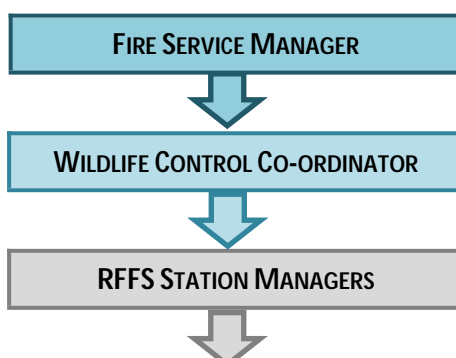 FIRE SERVICE MANAGER
WILDLIFE CONTROL CO-ORDINATOR
RFFS STATION MANAGERS